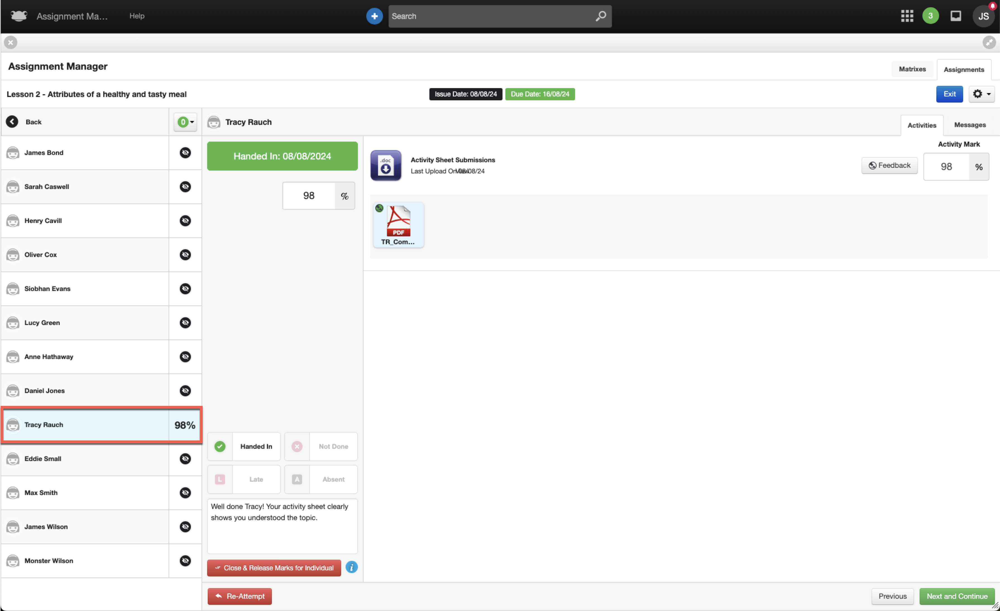 Assignment Ma...
Help
Search
3
JS
Assignment Manager
Matrixes
Assignments
Lesson 2 - Attributes of a healthy and tasty meal
Issue Date: 08/08/24
Due Date: 16/08/24
Exit
Back
0
Tracy Rauch
Activities
Messages
James Bond
Sarah Caswell
Henry Cavill
Oliver Cox
Siobhan Evans
Lucy Green
Anne Hathaway
Daniel Jones
Tracy Rauch
98%
Eddie Small
Max Smith
James Wilson
Monster Wilson
Handed In: 08/08/2024
98
%
Handed In
Not Done
L
Late
A
Absent
Well done Tracy! Your activity sheet clearly
shows you understood the topic.
Close & Release Marks for Individual
i
Re-Attempt
.doc
Activity Sheet Submissions
Last Upload On 08/08/24
View
Activity Mark
Feedback
98
%
PDF
TR_Com...
Previous
Next and Continue